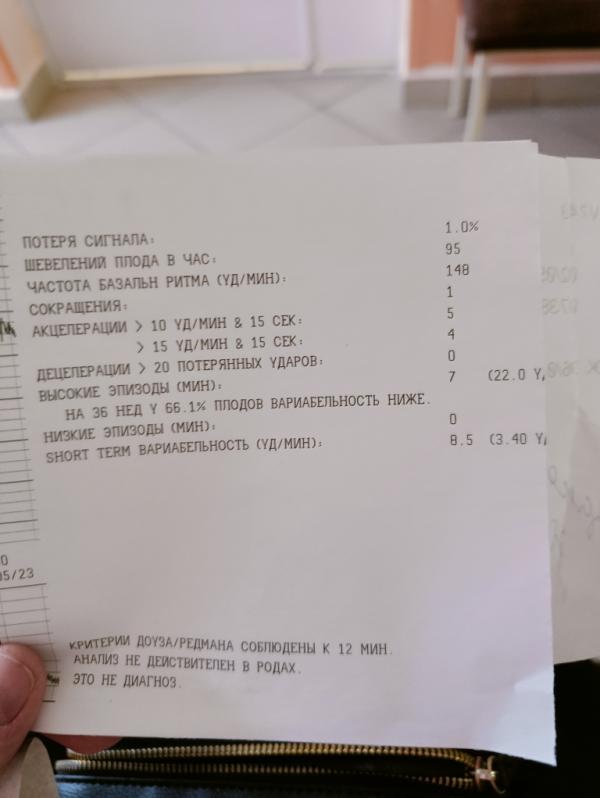 ПОТЕРЯ СИГНАЛА: 1.0%
ШЕВЕЛЕНИЙ ПЛОДА В ЧАС: 95
ЧАСТОТА БАЗАЛЬН РИТМА (УД/МИН): 148
СОКРАЩЕНИЯ: 1
АКЦЕЛЕРАЦИИ > 10 УД/МИН & 15 СЕК: 5
> 15 УД/МИН & 15 СЕК: 4
ДЕЦЕЛЕРАЦИИ > 20 ПОТЕРЯННЫХ УДАРОВ: 0
ВЫСОКИЕ ЭПИЗОДЫ (МИН): 7 (22.0 У
НА 36 НЕД У 66.1% ПЛОДОВ ВАРИАБЕЛЬНОСТЬ НИЖЕ.
НИЗКИЕ ЭПИЗОДЫ (МИН): 0
SHORT TERM ВАРИАБЕЛЬНОСТЬ (УД/МИН): 8.5 (3.40 У
05/23
КРИТЕРИИ ДОУЗА/РЕДМАНА СОБЛЮДЕНЫ К 12 МИН.
АНАЛИЗ НЕ ДЕЙСТВИТЕЛЕН В РОДАХ.
ЭТО НЕ ДИАГНОЗ.